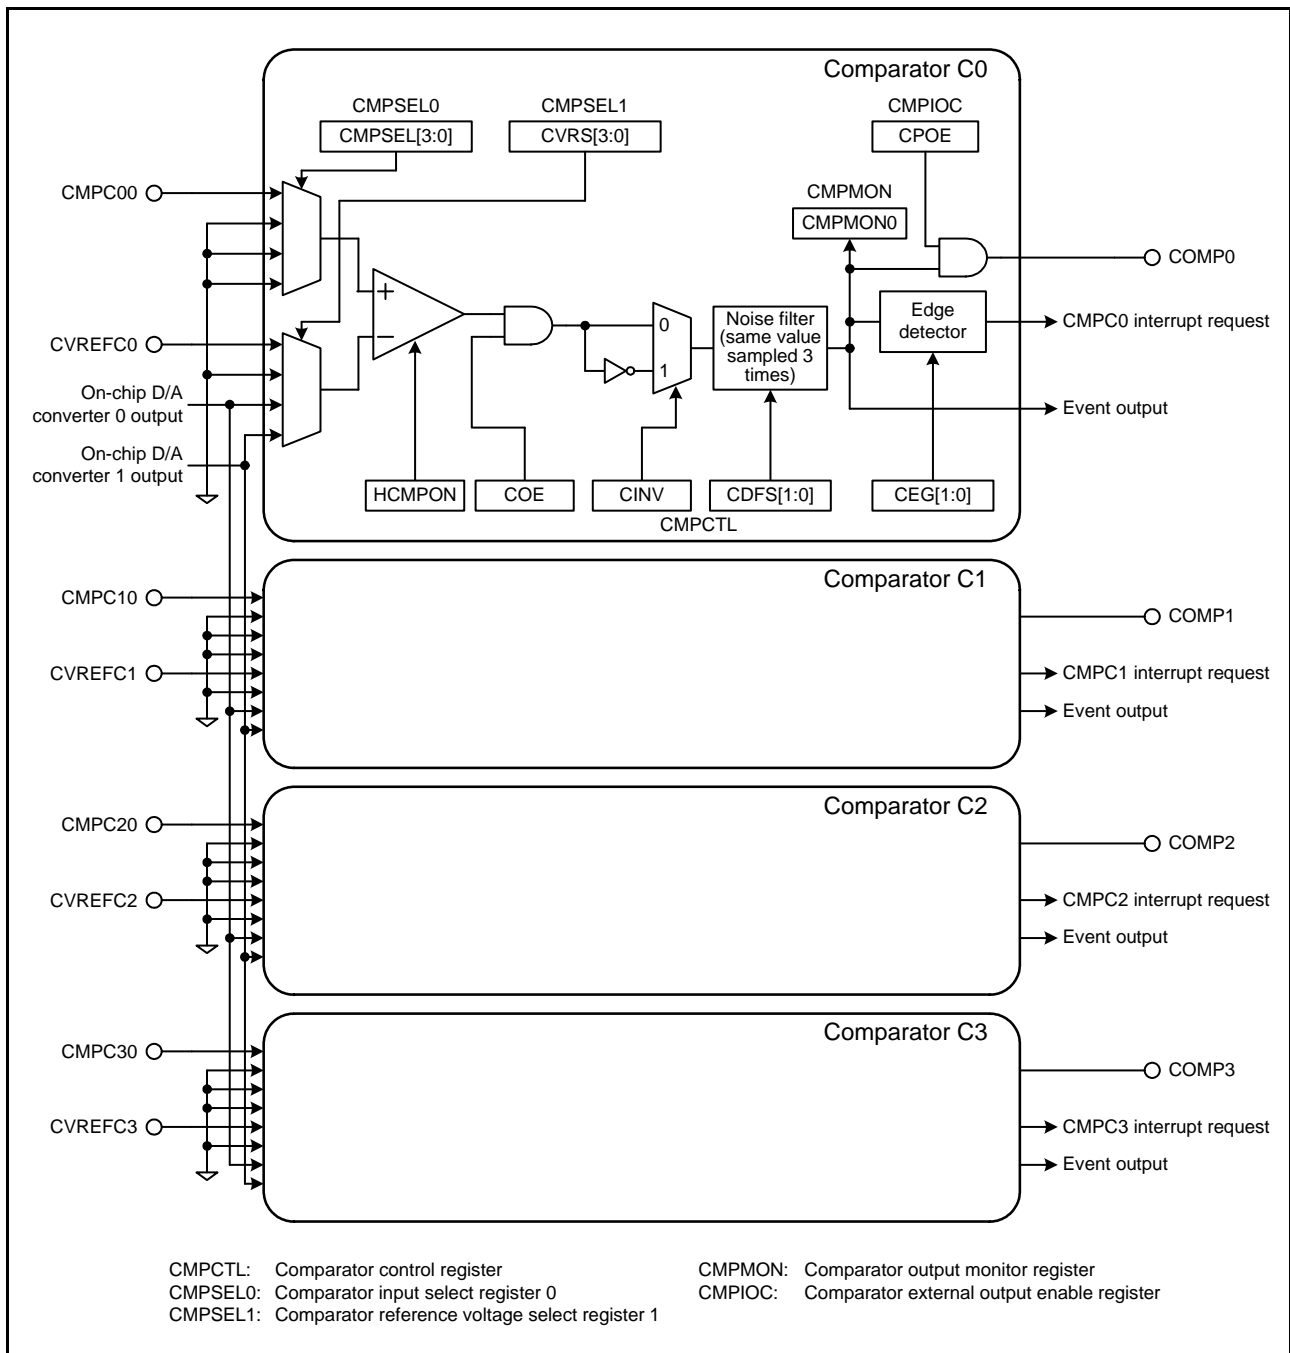 Comparator C0
CMPSEL0
CMPSEL1
CMPIOC
CMPSEL[3:0]
CVRS[3:0]
CPOE
CMPC00
CMPMON
CMPMON0
COMP0
+
−
0
1
Noise filter
(same value
sampled 3
times)
Edge
detector
CMPC0 interrupt request
CVREFC0
On-chip D/A
converter 0 output
Event output
On-chip D/A
converter 1 output
HCMPON
COE
CINV
CDFS[1:0]
CEG[1:0]
CMPCTL
Comparator C1
CMPC10
COMP1
CVREFC1
CMPC1 interrupt request
Event output
Comparator C2
CMPC20
COMP2
CVREFC2
CMPC2 interrupt request
Event output
Comparator C3
CMPC30
COMP3
CVREFC3
CMPC3 interrupt request
Event output
CMPCTL: Comparator control register
CMPSEL0: Comparator input select register 0
CMPSEL1: Comparator reference voltage select register 1
CMPMON: Comparator output monitor register
CMPIOC: Comparator external output enable register